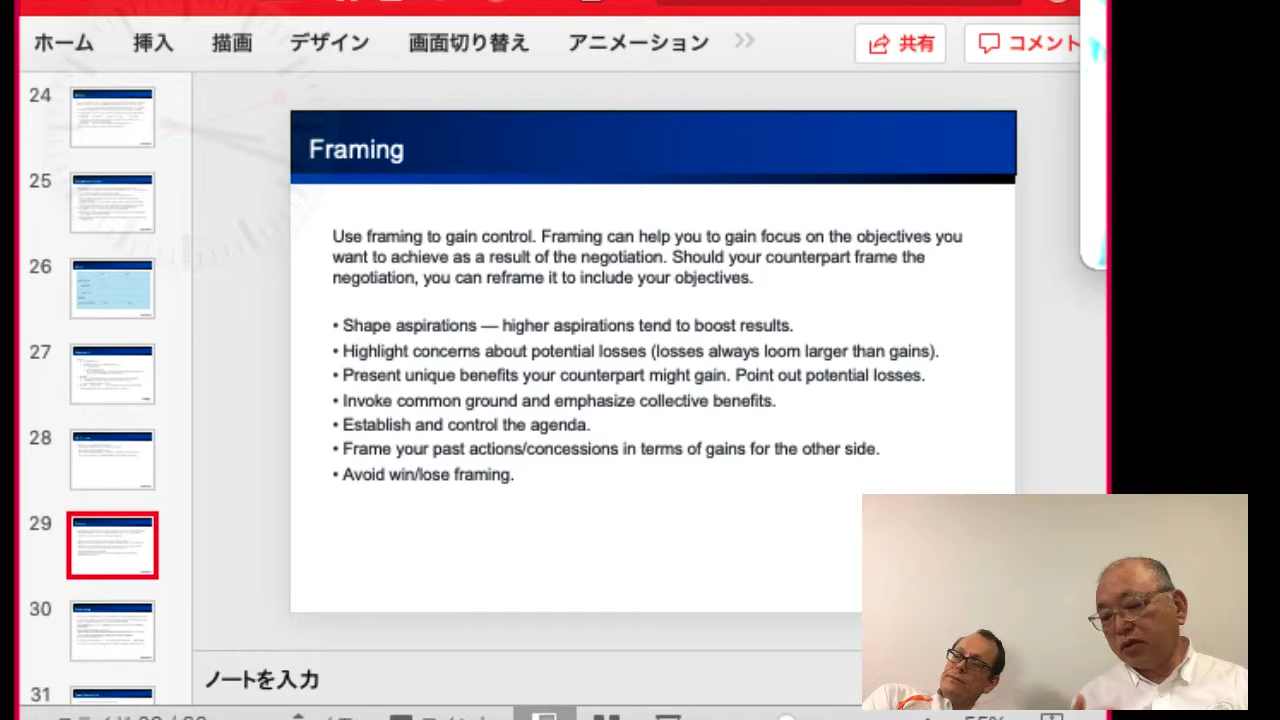 ホーム 挿入 描画 デザイン 画面切り替え アニメーション 共有 コメント
24
25
26
27
28
29
30
31
Framing
Use framing to gain control. Framing can help you to gain focus on the objectives you
want to achieve as a result of the negotiation. Should your counterpart frame the
negotiation, you can reframe it to include your objectives.
• Shape aspirations — higher aspirations tend to boost results.
• Highlight concerns about potential losses (losses always loom larger than gains).
• Present unique benefits your counterpart might gain. Point out potential losses.
• Invoke common ground and emphasize collective benefits.
• Establish and control the agenda.
• Frame your past actions/concessions in terms of gains for the other side.
• Avoid win/lose framing.
ノートを入力